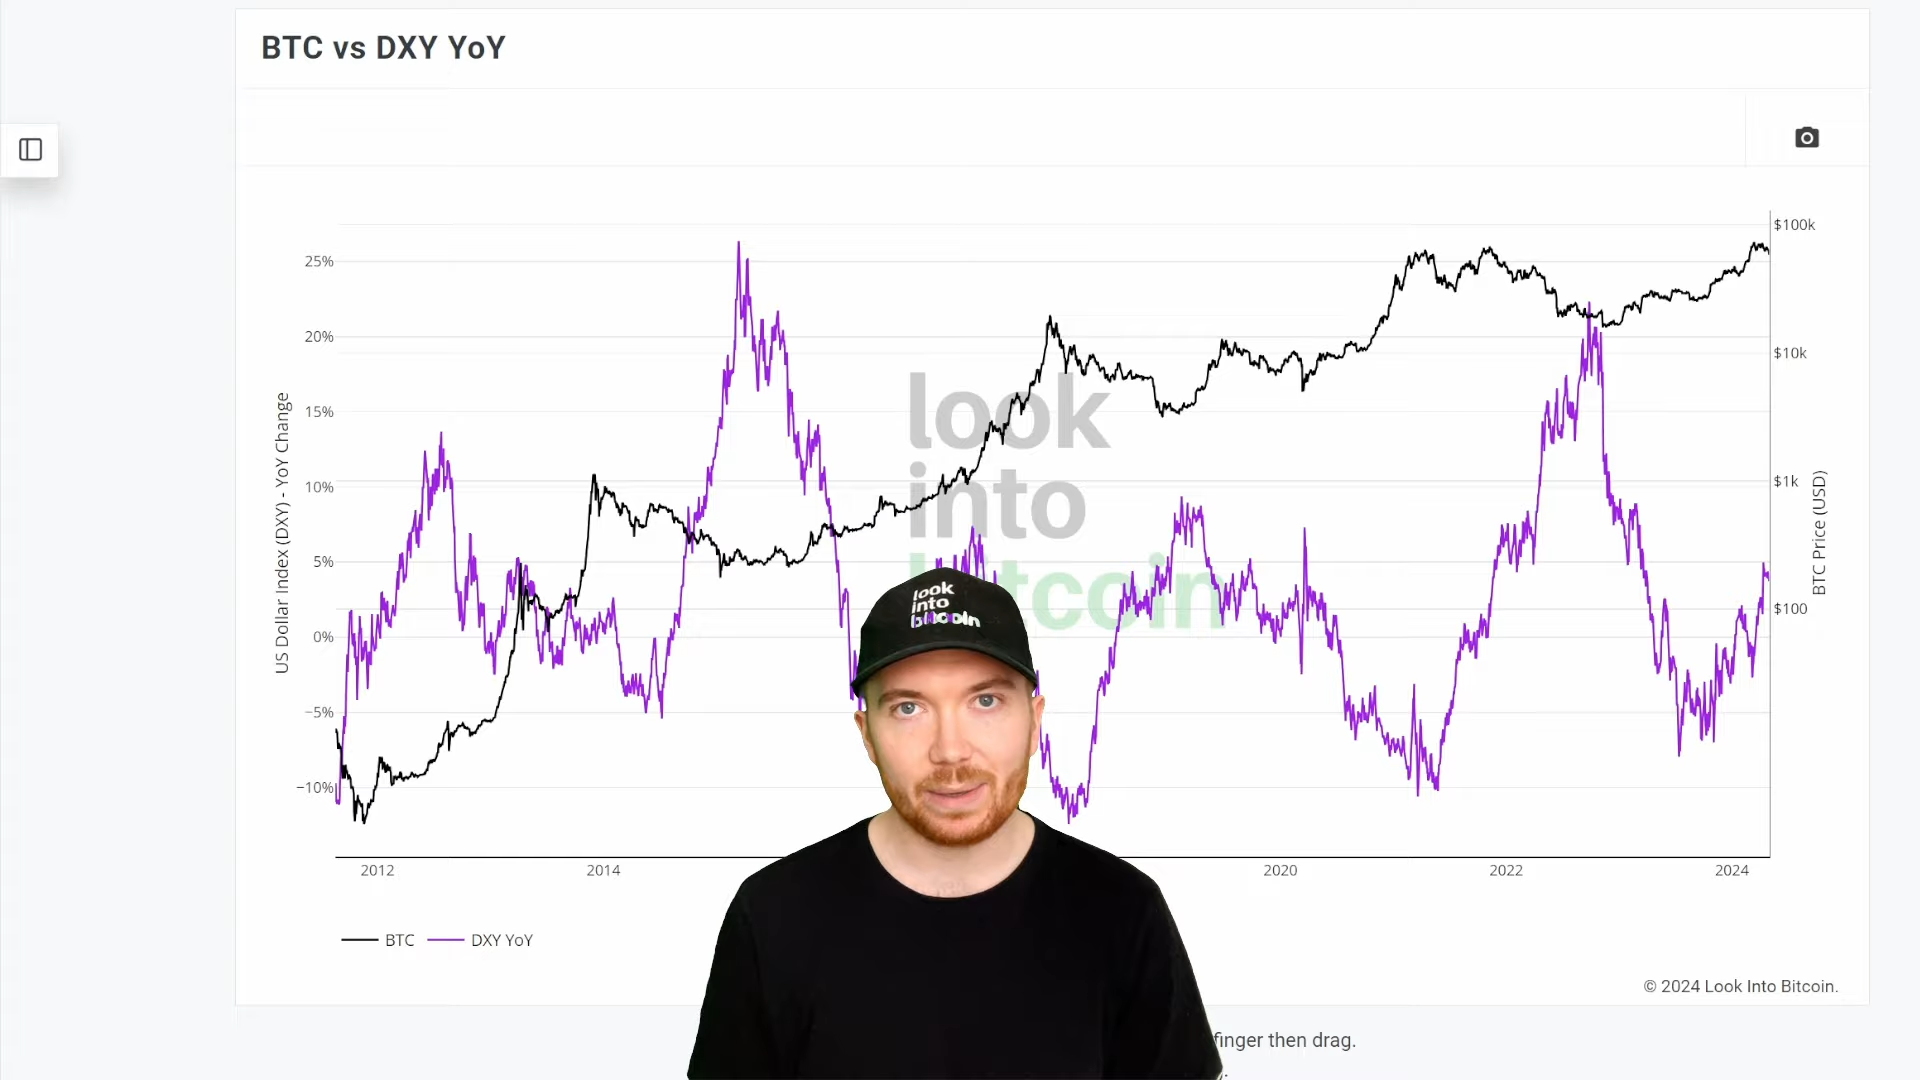 BTC vs DXY YoY
$100k
25%
20%
$10k
15%
10%
$1k
5%
$100
0%
−5%
−10%
US Dollar Index (DXY) - YoY Change
BTC Price (USD)
look
into
bitcoin
look
into
bitcoin
2012
2014
2020
2022
2024
BTC
DXY YoY
© 2024 Look Into Bitcoin.
finger then drag.